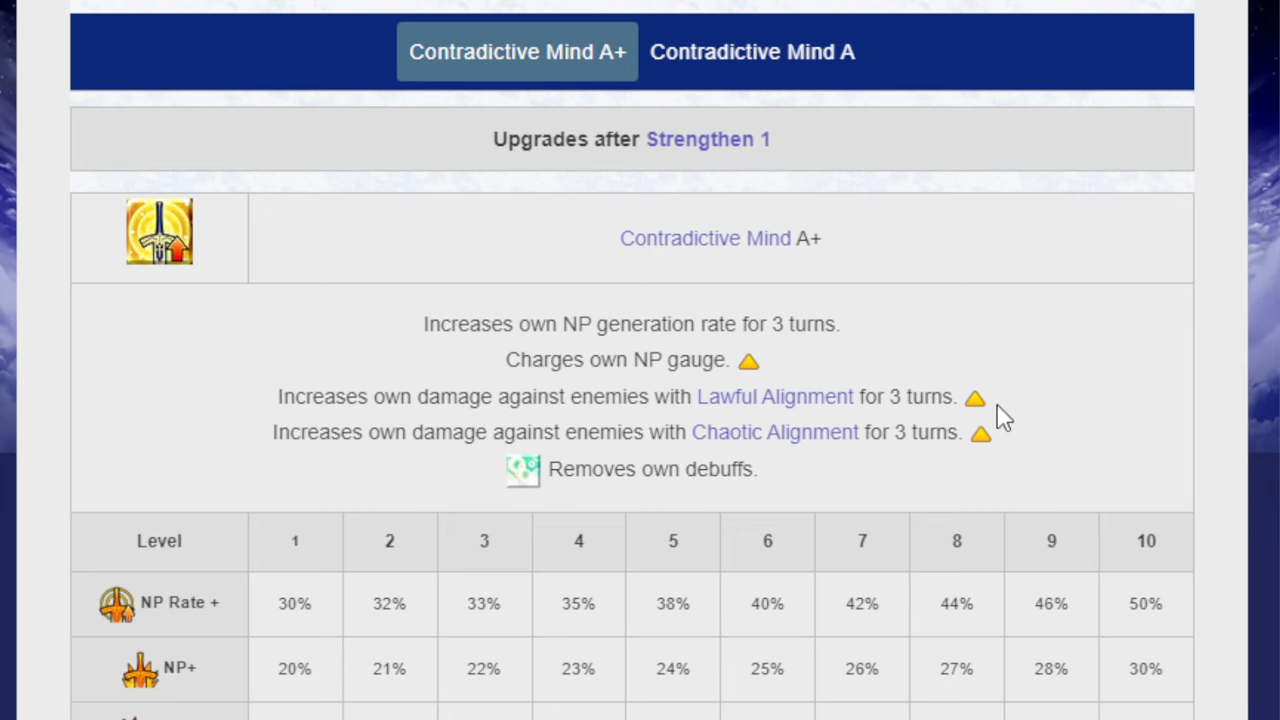 Contradictive Mind A+ Contradictive Mind A
Upgrades after Strengthen 1
Contradictive Mind A+
Increases own NP generation rate for 3 turns.
Charges own NP gauge.
Increases own damage against enemies with Lawful Alignment for 3 turns.
Increases own damage against enemies with Chaotic Alignment for 3 turns.
Removes own debuffs.
Level 1 2 3 4 5 6 7 8 9 10
NP Rate + 30% 32% 33% 35% 38% 40% 42% 44% 46% 50%
NP+ 20% 21% 22% 23% 24% 25% 26% 27% 28% 30%